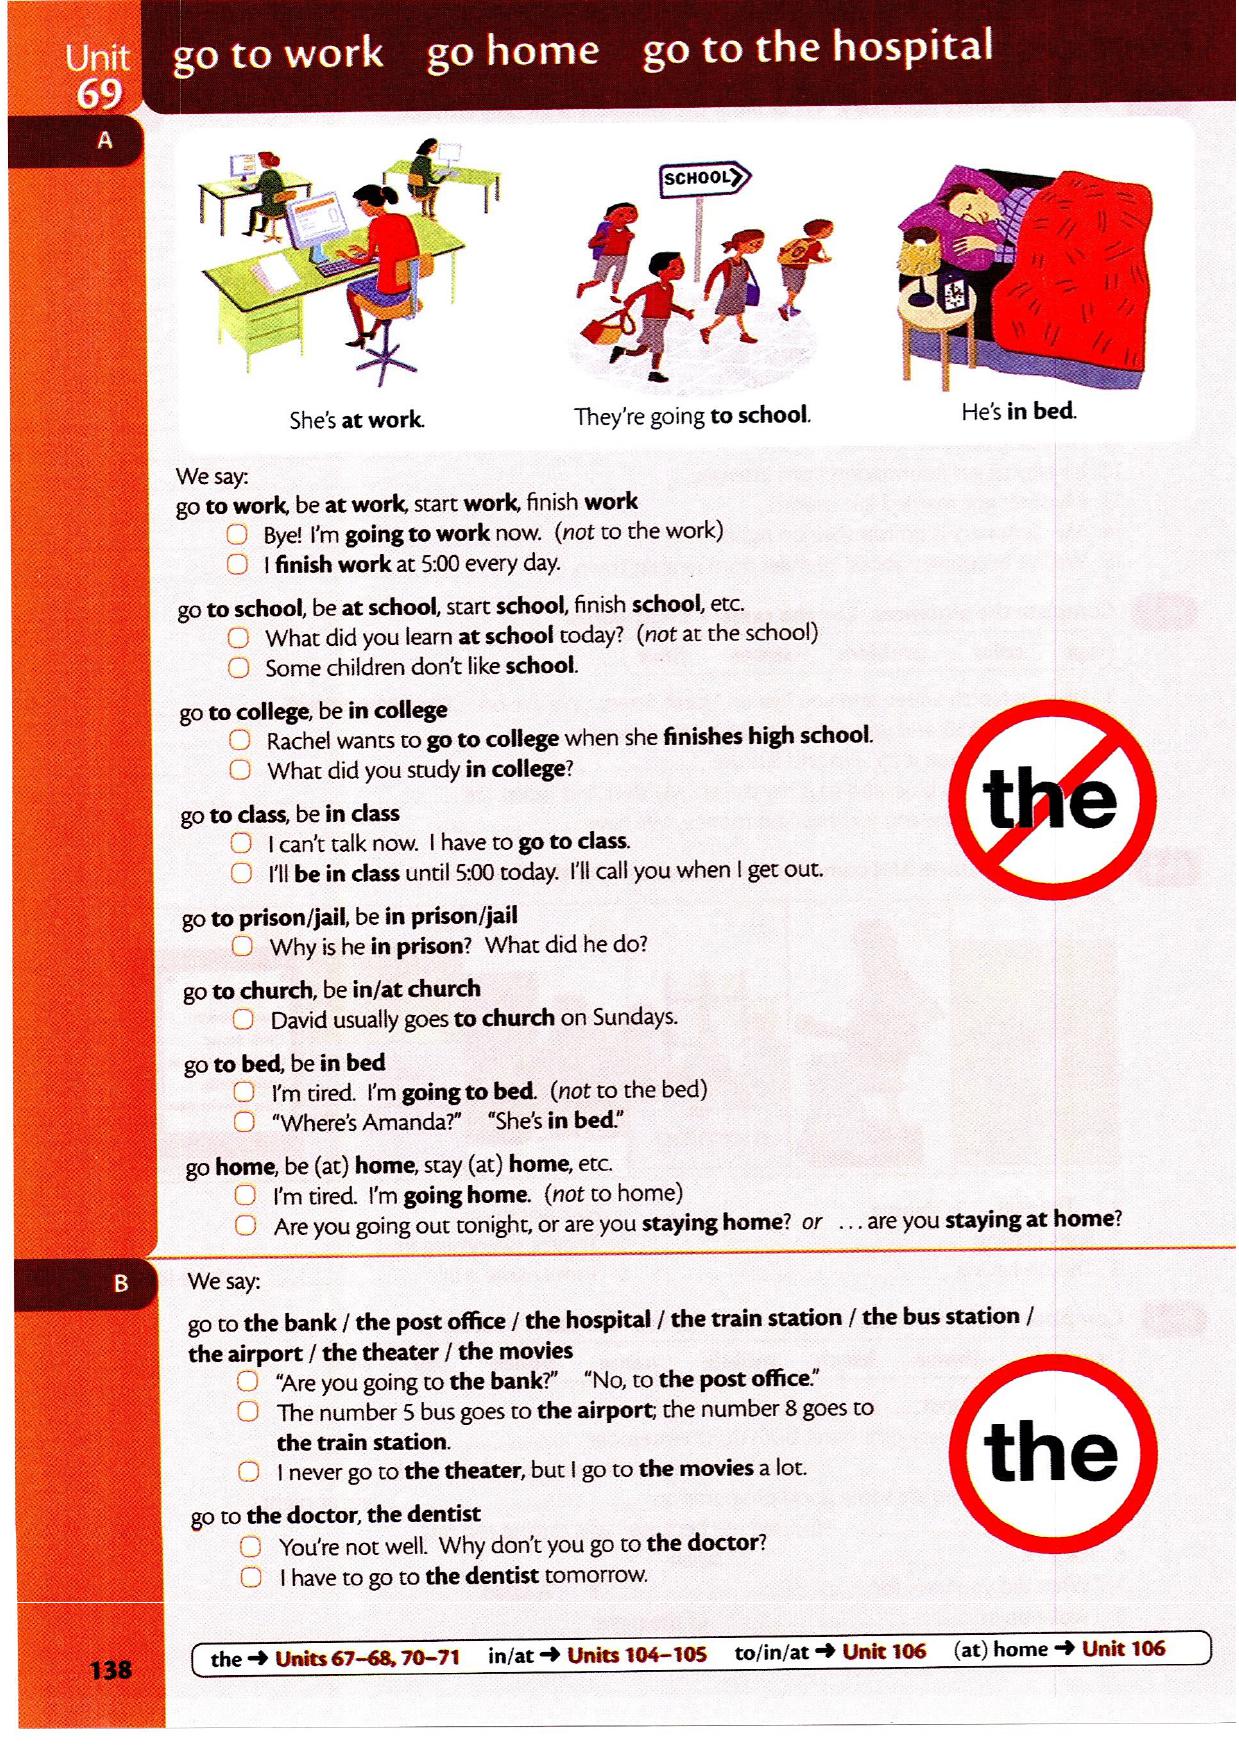 Unit
69
go to work go home go to the hospital
A
SCHOOL
She's at work.
They're going to school.
He's in bed.
We say:
go to work, be at work, start work, finish work
Bye! I'm going to work now. (not to the work)
I finish work at 5:00 every day.
go to school, be at school, start school, finish school, etc.
What did you learn at school today? (not at the school)
Some children don't like school.
go to college, be in college
Rachel wants to go to college when she finishes high school.
What did you study in college?
the
go to class, be in class
I can't talk now. I have to go to class.
I'll be in class until 5:00 today. I'll call you when I get out.
go to prison/jail, be in prison/jail
Why is he in prison? What did he do?
go to church, be in/at church
David usually goes to church on Sundays.
go to bed, be in bed
I'm tired. I'm going to bed. (not to the bed)
"Where's Amanda?" "She's in bed."
go home, be (at) home, stay (at) home, etc.
I'm tired. I'm going home. (not to home)
Are you going out tonight, or are you staying home? or ... are you staying at home?
B
We say:
go to the bank / the post office / the hospital / the train station / the bus station /
the airport / the theater / the movies
"Are you going to the bank?" "No, to the post office."
The number 5 bus goes to the airport; the number 8 goes to
the train station.
I never go to the theater, but I go to the movies a lot.
the
go to the doctor, the dentist
You're not well. Why don't you go to the doctor?
I have to go to the dentist tomorrow.
138
the → Units 67–68, 70–71 in/at → Units 104–105 to/in/at → Unit 106 (at) home → Unit 106